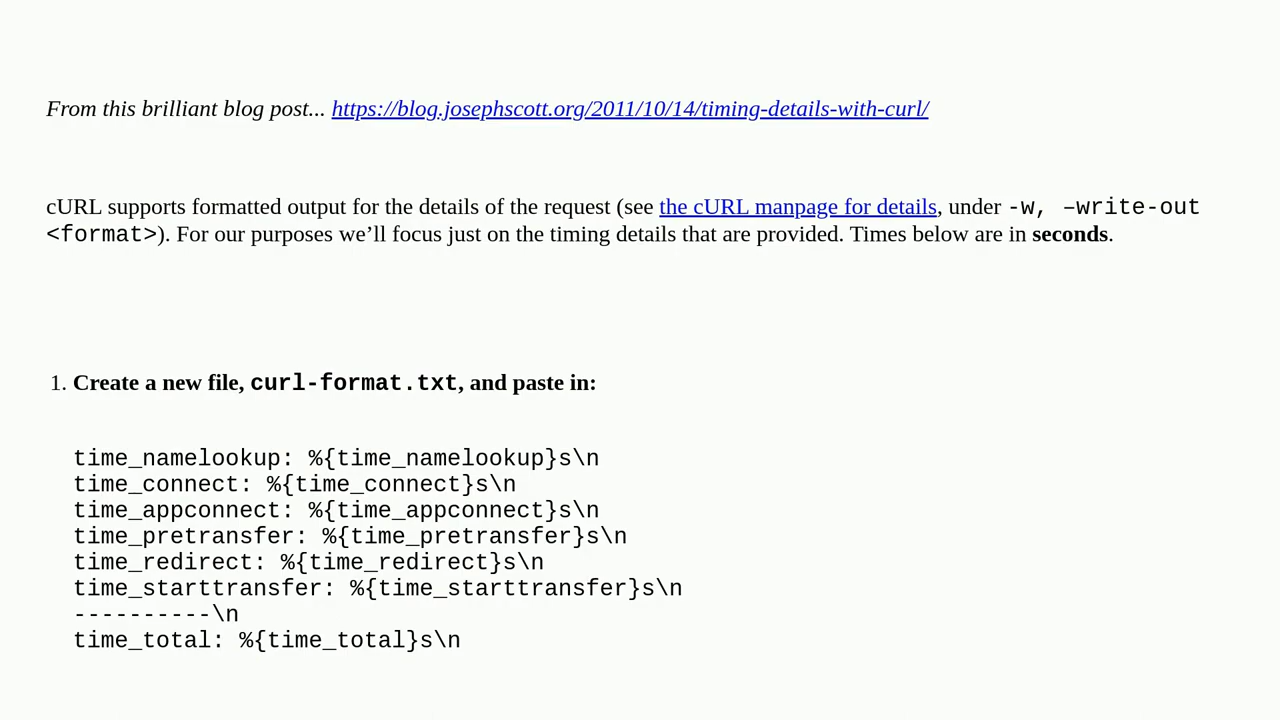 From this brilliant blog post... https://blog.josephscott.org/2011/10/14/timing-details-with-curl/
cURL supports formatted output for the details of the request (see the cURL manpage for details, under -w, –write-out
<format>). For our purposes we’ll focus just on the timing details that are provided. Times below are in seconds.
1. Create a new file, curl-format.txt, and paste in:
time_namelookup: %{time_namelookup}s\n
time_connect: %{time_connect}s\n
time_appconnect: %{time_appconnect}s\n
time_pretransfer: %{time_pretransfer}s\n
time_redirect: %{time_redirect}s\n
time_starttransfer: %{time_starttransfer}s\n
----------\n
time_total: %{time_total}s\n